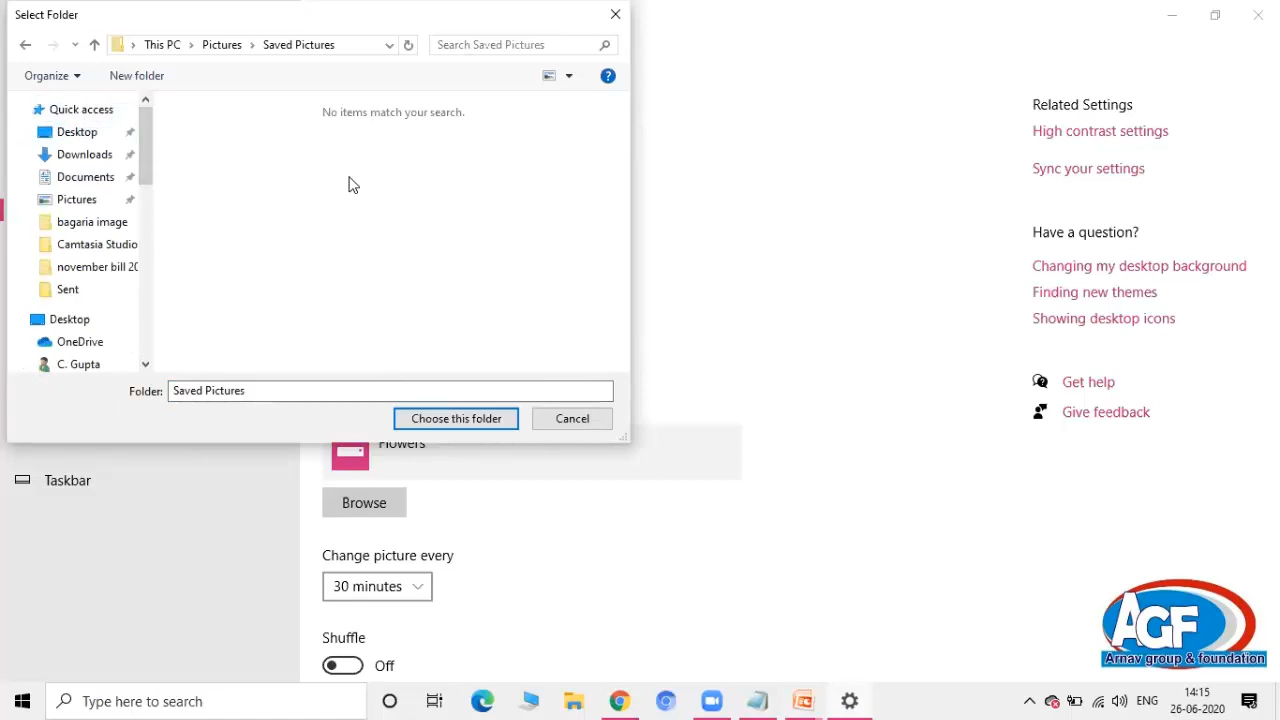 Select Folder
This PC
Pictures
Saved Pictures
Search Saved Pictures
Organize
New folder
?
Quick access
Desktop
Downloads
Documents
Pictures
bagaria image
Camtasia Studio
november bill 20
Sent
Desktop
OneDrive
C. Gupta
No items match your search.
Folder:
Saved Pictures
Choose this folder
Cancel
Related Settings
High contrast settings
Sync your settings
Have a question?
Changing my desktop background
Finding new themes
Showing desktop icons
Get help
Give feedback
Taskbar
Flowers
Browse
Change picture every
30 minutes
Shuffle
Off
AGF
Arnav group & foundation
Type here to search
ENG
14:15
26-06-2020